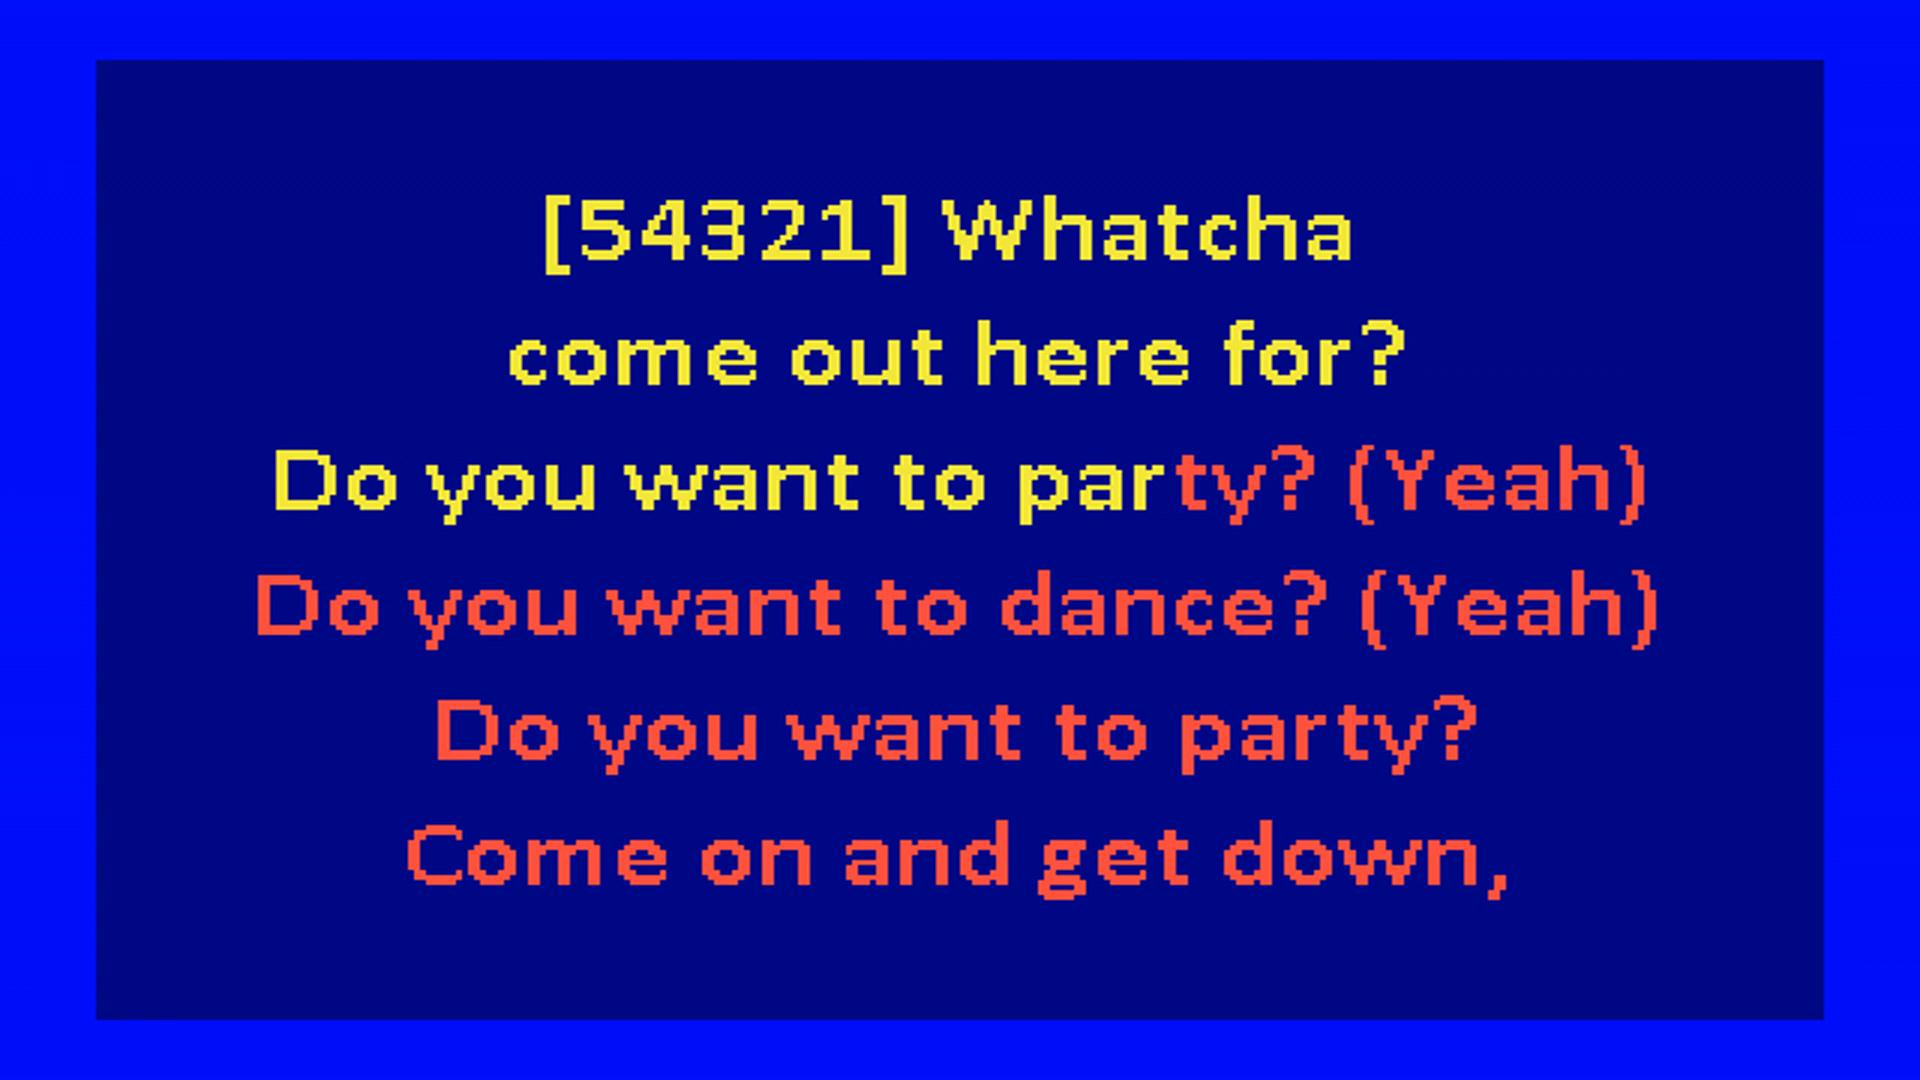 [54321] Whatcha
come out here for?
Do you want to party? (Yeah)
Do you want to dance? (Yeah)
Do you want to party?
Come on and get down,